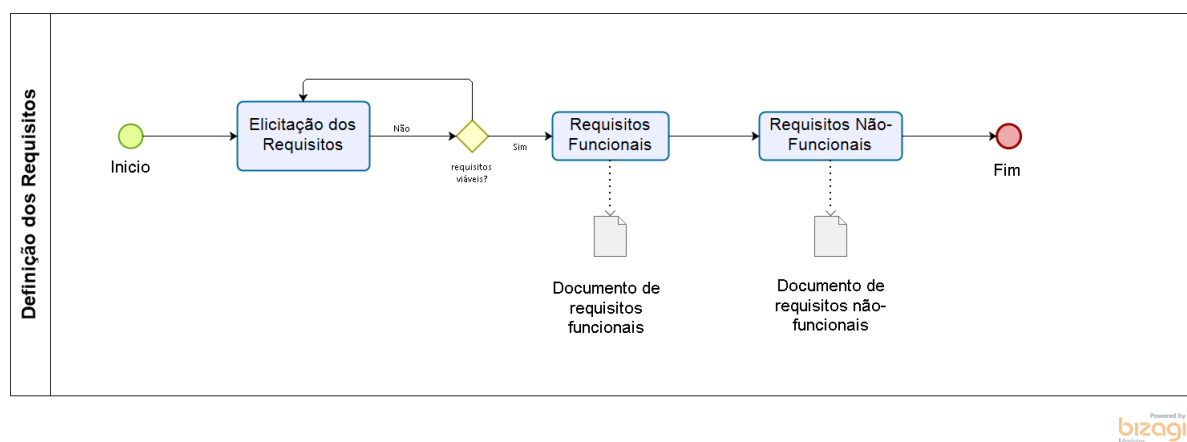 Definição dos Requisitos
Inicio
Elicitação dos
Requisitos
Não
requisitos
viáveis?
Sim
Requisitos
Funcionais
Requisitos Não-
Funcionais
Fim
Documento de
requisitos
funcionais
Documento de
requisitos não-
funcionais
Powered by
bizagi
Modeler